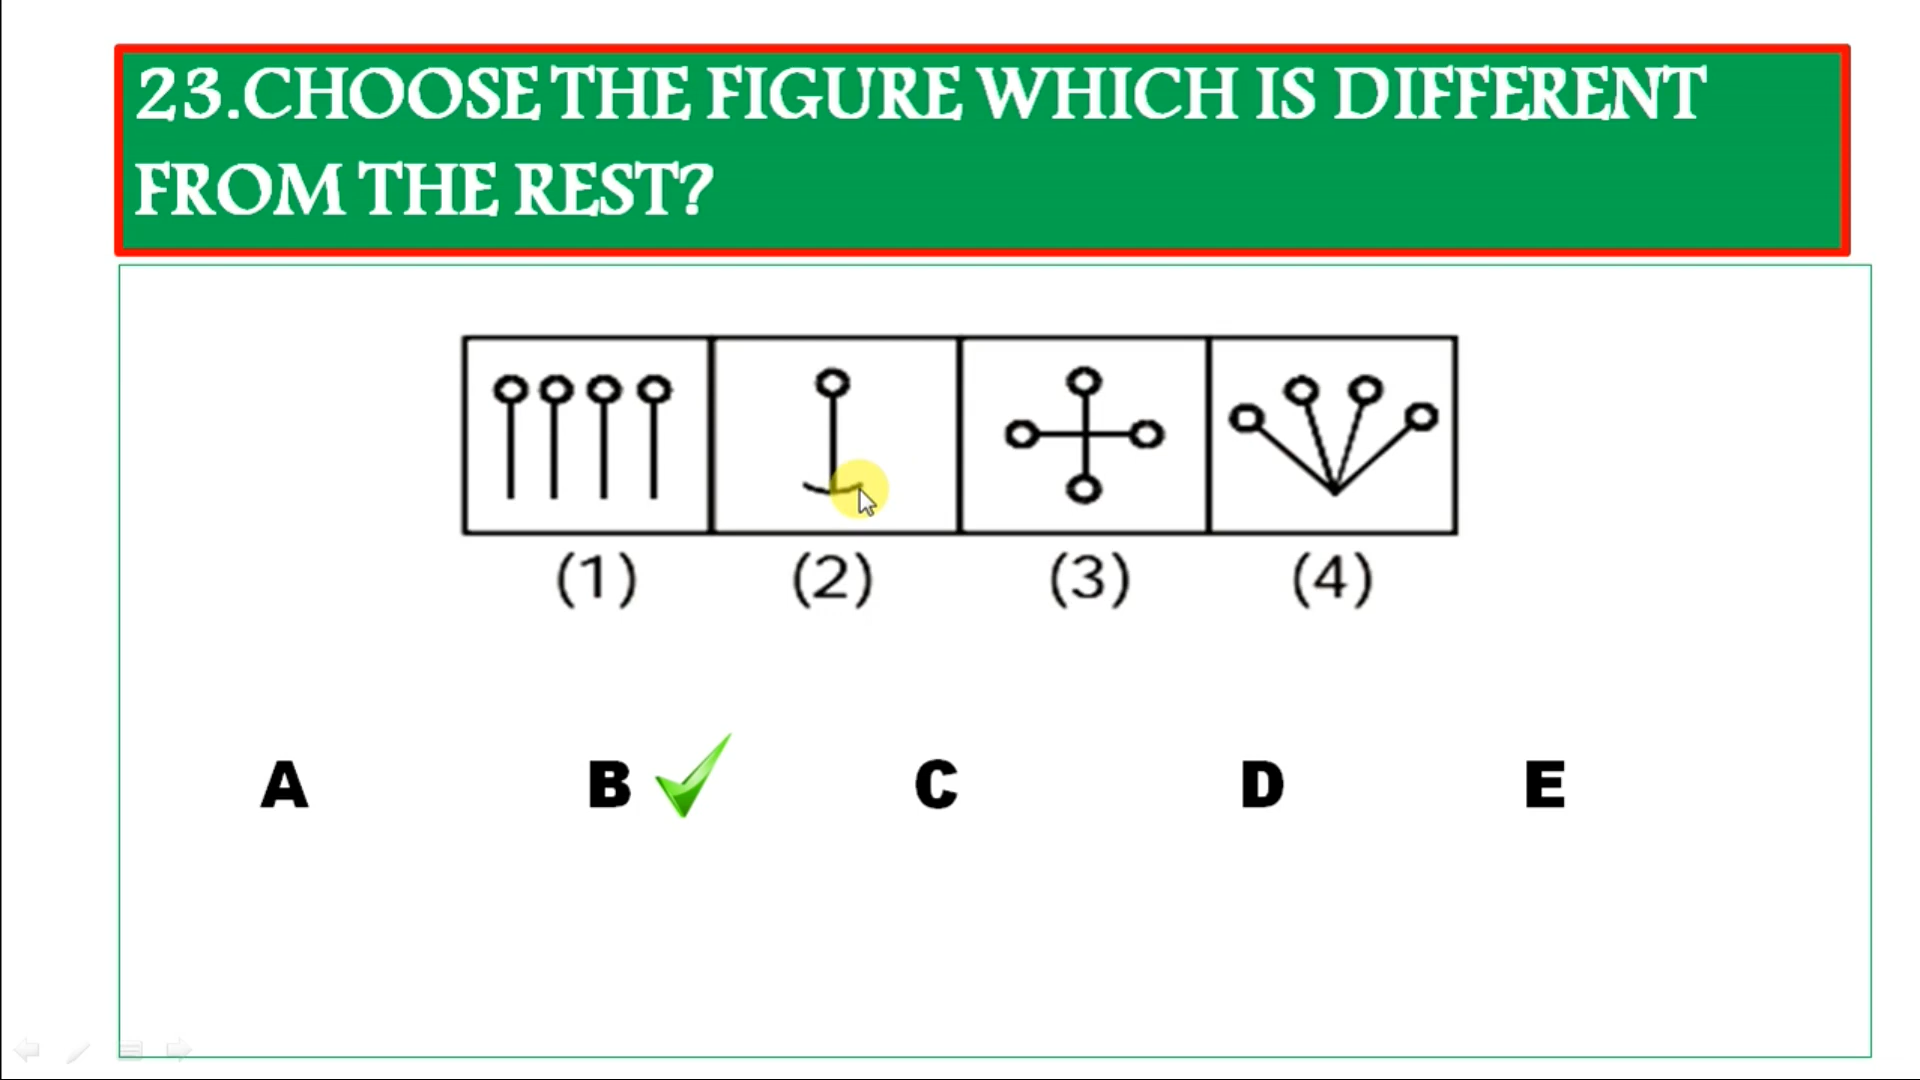 23.CHOOSE THE FIGURE WHICH IS DIFFERENT
FROM THE REST?
(1) (2) (3) (4)
A B C D E